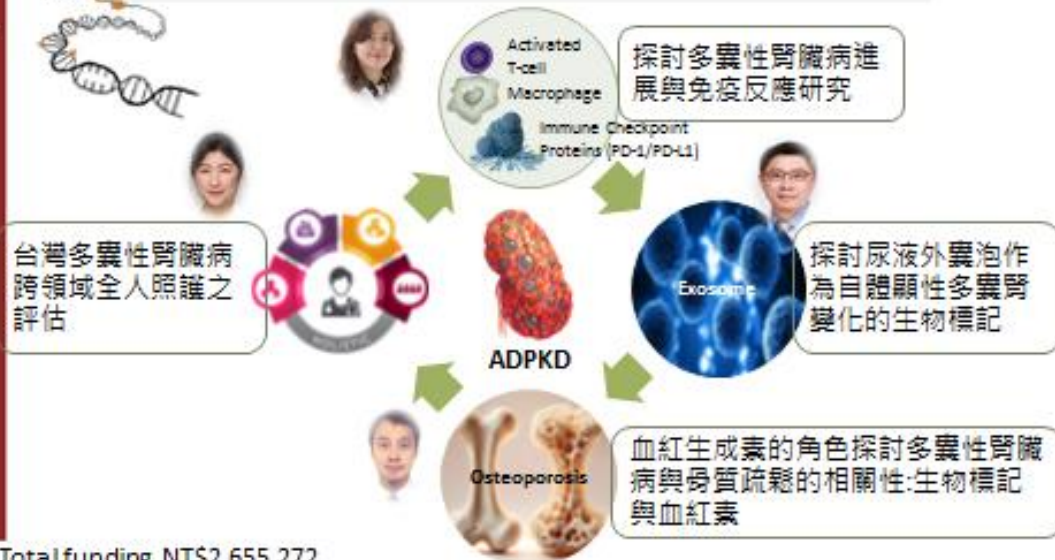 Activated
T-cell
Macrophage
Immune Checkpoint
Proteins (PD-1/PD-L1)
探討多囊性腎臟病進
展與免疫反應研究
台灣多囊性腎臟病
跨領域全人照護之
評估
HOLISTIC
ADPKD
Exosome
探討尿液外囊泡作
為自體顯性多囊腎
變化的生物標記
Osteoporosis
血紅生成素的角色探討多囊性腎臟
病與骨質疏鬆的相關性:生物標記
與血紅素
Total funding NT$2,655,272